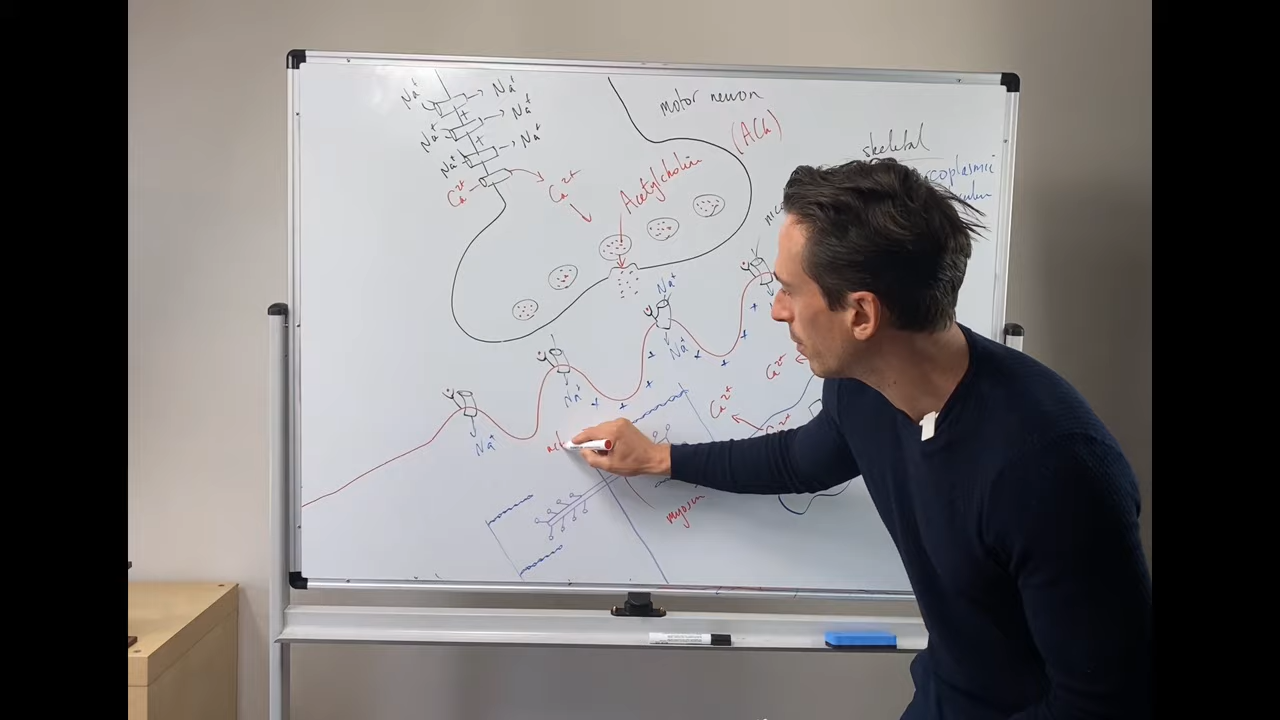 Na⁺ Na⁺
+
Na⁺ Na⁺
+
Na⁺ Na⁺
Ca²⁺ Ca²⁺
motor neuron
(ACh)
Acetylcholine
skeletal
Na⁺
Na⁺
Na⁺
Na⁺
+ + + + + + + +
Ca²⁺
Ca²⁺
myosin